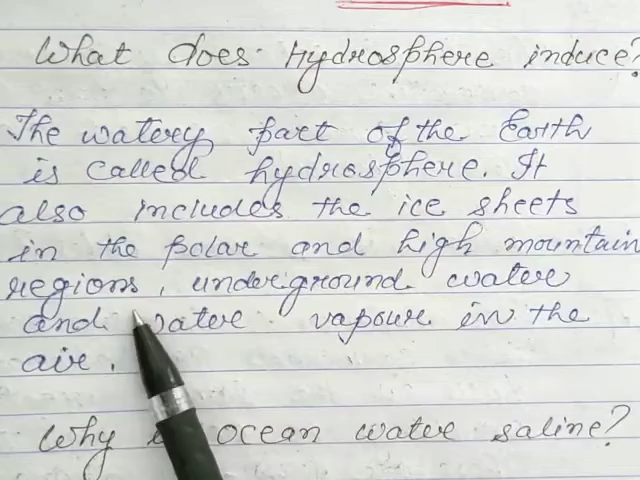 What does Hydrosphere induce?
The watery part of the Earth
is called hydrosphere. It
also includes the ice sheets
in the polar and high mountain
regions, underground water
and water vapour in the
air.
Why is ocean water saline?